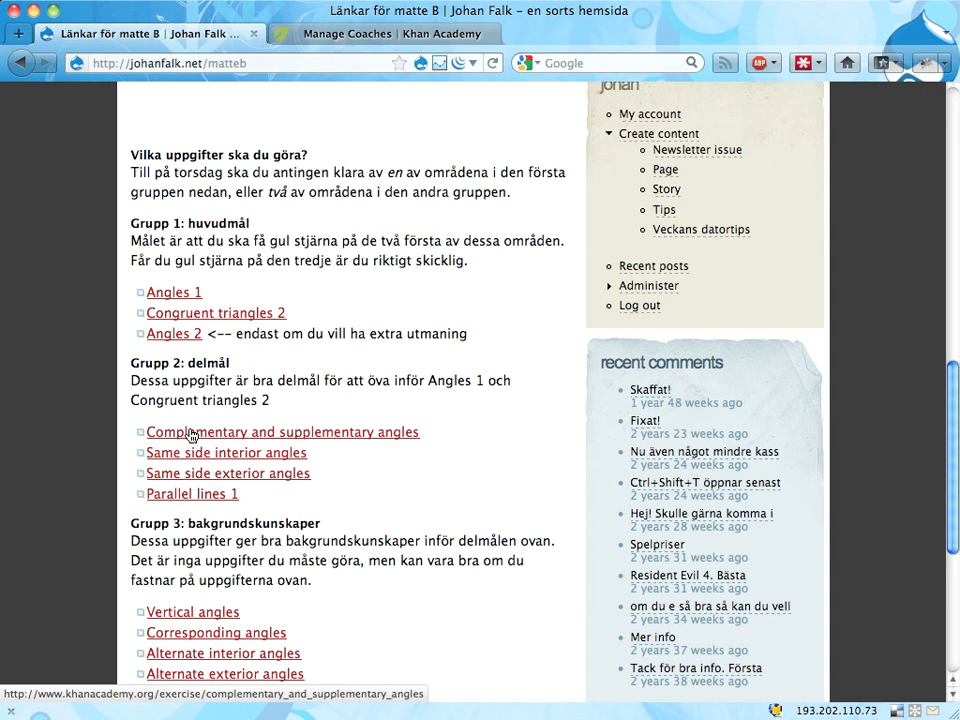 Länkar för matte B | Johan Falk – en sorts hemsida
Länkar för matte B | Johan Falk ...
Manage Coaches | Khan Academy
http://johanfalk.net/matteb
Google
ABP
johan
My account
Create content
Newsletter issue
Page
Story
Tips
Veckans datortips
Recent posts
Administer
Log out
Vilka uppgifter ska du göra?
Till på torsdag ska du antingen klara av en av områdena i den första
gruppen nedan, eller två av områdena i den andra gruppen.
Grupp 1: huvudmål
Målet är att du ska få gul stjärna på de två första av dessa områden.
Får du gul stjärna på den tredje är du riktigt skicklig.
Angles 1
Congruent triangles 2
Angles 2 <-- endast om du vill ha extra utmaning
Grupp 2: delmål
Dessa uppgifter är bra delmål för att öva inför Angles 1 och
Congruent triangles 2
Complementary and supplementary angles
Same side interior angles
Same side exterior angles
Parallel lines 1
Grupp 3: bakgrundskunskaper
Dessa uppgifter ger bra bakgrundskunskaper inför delmålen ovan.
Det är inga uppgifter du måste göra, men kan vara bra om du
fastnar på uppgifterna ovan.
Vertical angles
Corresponding angles
Alternate interior angles
Alternate exterior angles
recent comments
Skaffat!
1 year 48 weeks ago
Fixat!
2 years 23 weeks ago
Nu även något mindre kass
2 years 24 weeks ago
Ctrl+Shift+T öppnar senast
2 years 24 weeks ago
Hej! Skulle gärna komma i
2 years 28 weeks ago
Spelpriser
2 years 31 weeks ago
Resident Evil 4. Bästa
2 years 31 weeks ago
om du e så bra så kan du vell
2 years 34 weeks ago
Mer info
2 years 37 weeks ago
Tack för bra info. Första
2 years 38 weeks ago
http://www.khanacademy.org/exercise/complementary_and_supplementary_angles
193.202.110.73